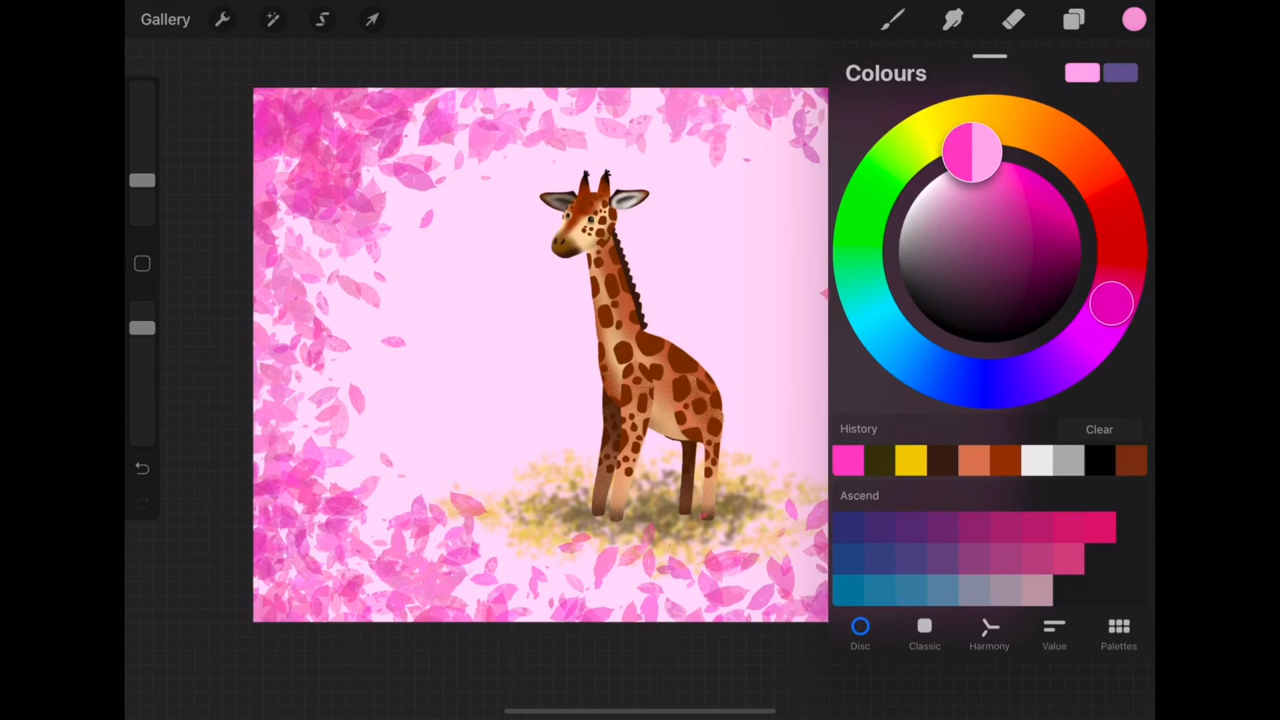 Gallery
Colours
History
Clear
Ascend
Disc
Classic
Harmony
Value
Palettes